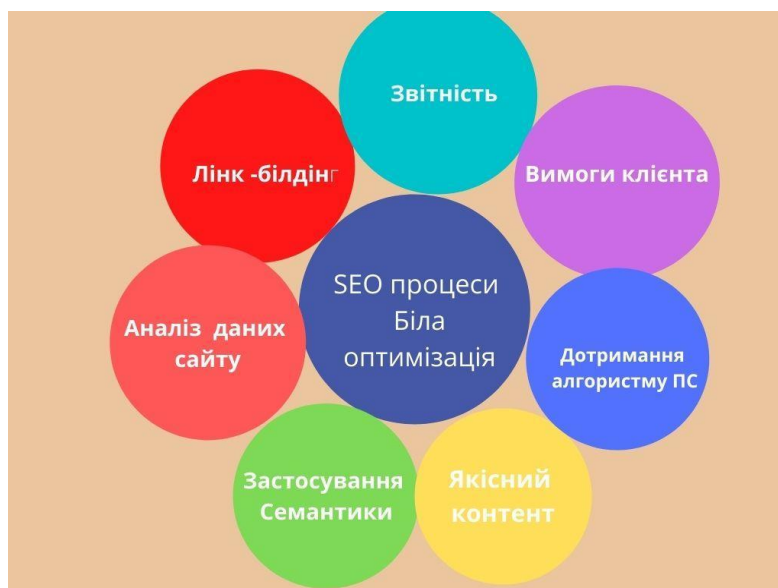 Звітність
Лінк -білдінг
Вимоги клієнта
SEO процеси
Біла
оптимізація
Аналіз даних
сайту
Дотримання
алгористму ПС
Застосування
Семантики
Якісний
контент